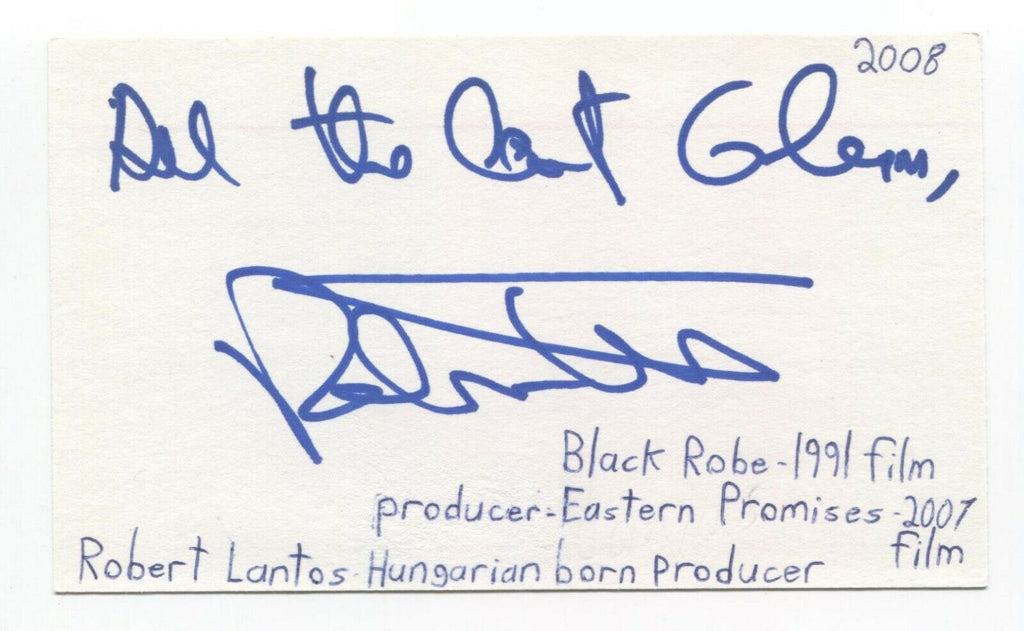 2008
All the best Glenn,
Black Robe-1991 film
producer-Eastern Promises-2007
film
Robert Lantos-Hungarian born producer